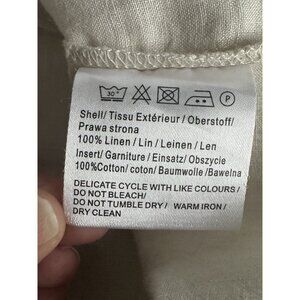 30°
P
Shell/ Tissu Extérieur / Oberstoff/
Prawa strona
100% Linen / Lin / Leinen / Len
Insert/ Garniture / Einsatz/ Obszycie
100%Cotton/ coton/ Baumwolle /Bawelna
DELICATE CYCLE WITH LIKE COLOURS /
DO NOT BLEACH/
DO NOT TUMBLE DRY/ WARM IRON /
DRY CLEAN